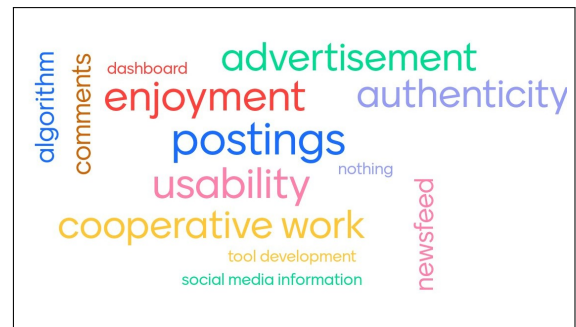 algorithm
comments
dashboard
advertisement
enjoyment
authenticity
postings
nothing
usability
newsfeed
cooperative work
tool development
social media information